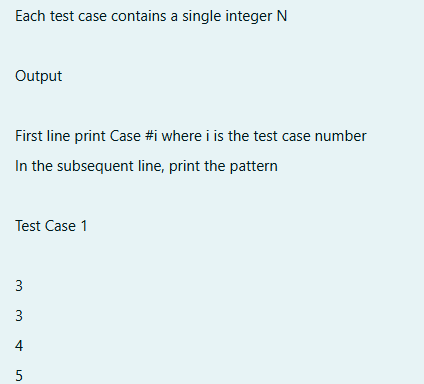 Each test case contains a single integer N
Output
First line print Case #i where i is the test case number
In the subsequent line, print the pattern
Test Case 1
3
3
4
5